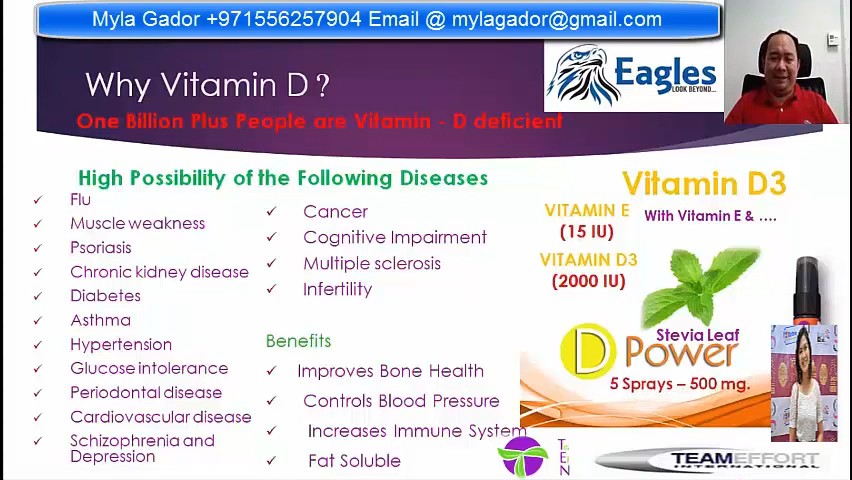 Myla Gador +971556257904 Email @ mylagador@gmail.com
Why Vitamin D ?
Eagles
LOOK BEYOND...
One Billion Plus People are Vitamin - D deficient
High Possibility of the Following Diseases
Flu
Muscle weakness
Psoriasis
Chronic kidney disease
Diabetes
Asthma
Hypertension
Glucose intolerance
Periodontal disease
Cardiovascular disease
Schizophrenia and
Depression
Cancer
Cognitive Impairment
Multiple sclerosis
Infertility
Benefits
Improves Bone Health
Controls Blood Pressure
Increases Immune System
Fat Soluble
Vitamin D3
VITAMIN E
(15 IU)
With Vitamin E & ....
VITAMIN D3
(2000 IU)
Stevia Leaf
D Power
5 Sprays – 500 mg.
TEN
TEAMEFFORT
INTERNATIONAL